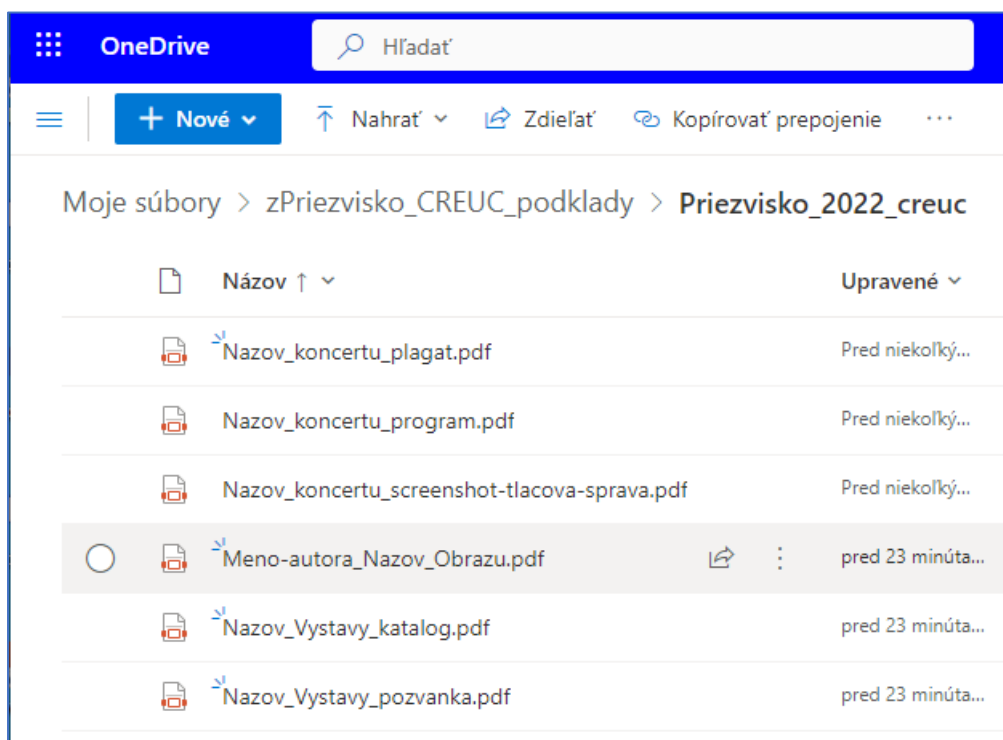 OneDrive Hľadať
Nové Nahrať Zdieľať Kopírovať prepojenie ...
Moje súbory > zPriezvisko_CREUC_podklady > Priezvisko_2022_creuc
Názov ↑ Upravené
Nazov_koncertu_plagat.pdf Pred niekoľký...
Nazov_koncertu_program.pdf Pred niekoľký...
Nazov_koncertu_screenshot-tlacova-sprava.pdf Pred niekoľký...
Meno-autora_Nazov_Obrazu.pdf pred 23 minúta...
Nazov_Vystavy_katalog.pdf pred 23 minúta...
Nazov_Vystavy_pozvanka.pdf pred 23 minúta...